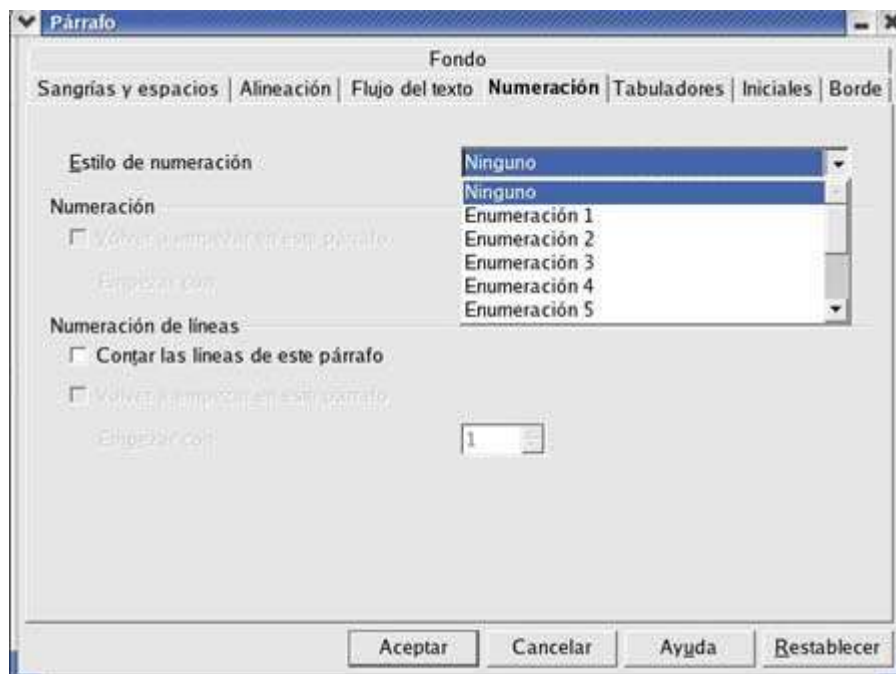 Párrafo
Fondo
Sangrías y espacios Alineación Flujo del texto Numeración Tabuladores Iniciales Borde
Estilo de numeración Ninguno
Ninguno
Numeración
Enumeración 1
Volver a empezar en este párrafo Enumeración 2
Enumeración 3
Empezar con Enumeración 4
Enumeración 5
Numeración de líneas
Contar las líneas de este párrafo
Volver a empezar en este párrafo
Empezar con 1
Aceptar Cancelar Ayuda Restablecer